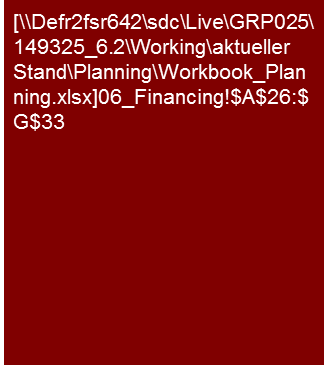 [\\Defr2fsr642\sdc\Live\GRP025\
149325_6.2\Working\aktueller
Stand\Planning\Workbook_Plan
ning.xlsx]06_Financing!$A$26:$
G$33